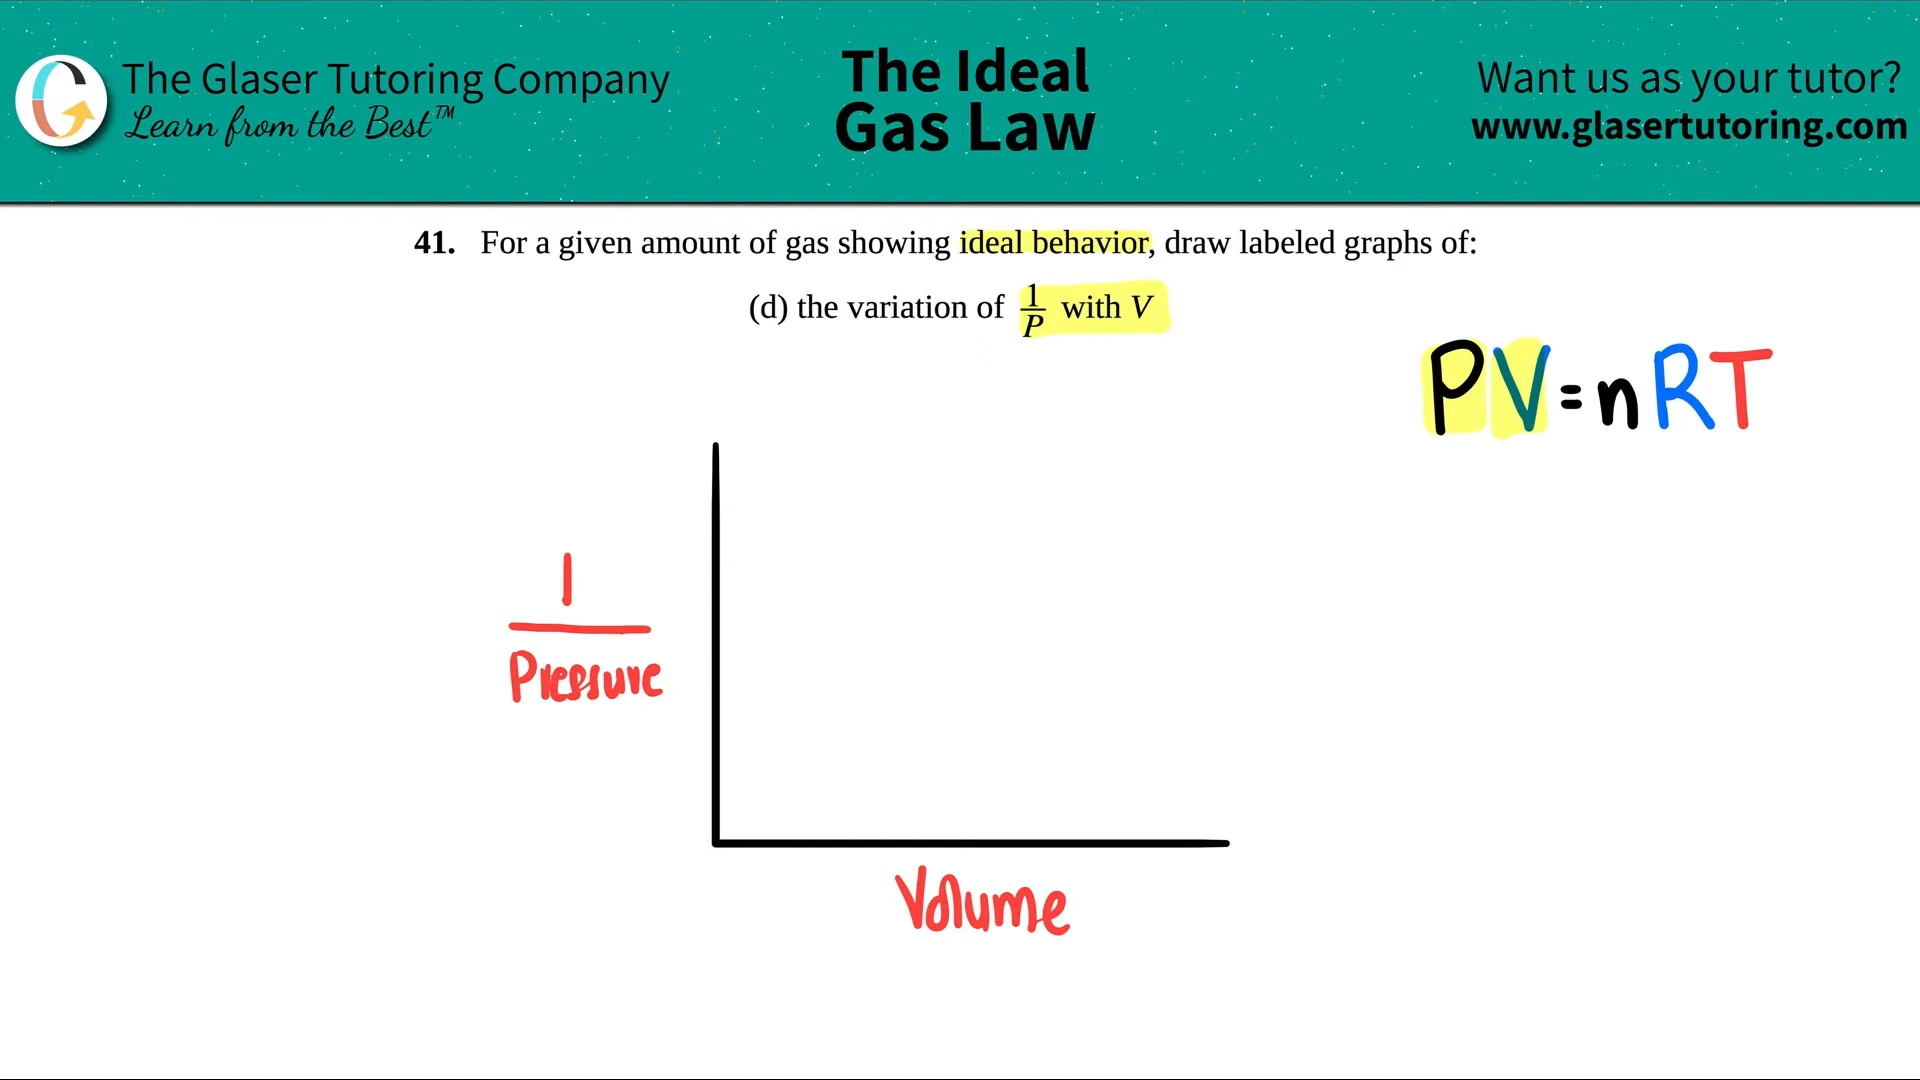 The Glaser Tutoring Company
Learn from the Best™
The Ideal
Gas Law
Want us as your tutor?
www.glasertutoring.com
41. For a given amount of gas showing ideal behavior, draw labeled graphs of:
(d) the variation of 1/P with V
PV=nRT
1
Pressure
Volume